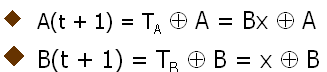 ◆ A(t + 1) = T_A ⊕ A = Bx ⊕ A
◆ B(t + 1) = T_B ⊕ B = x ⊕ B